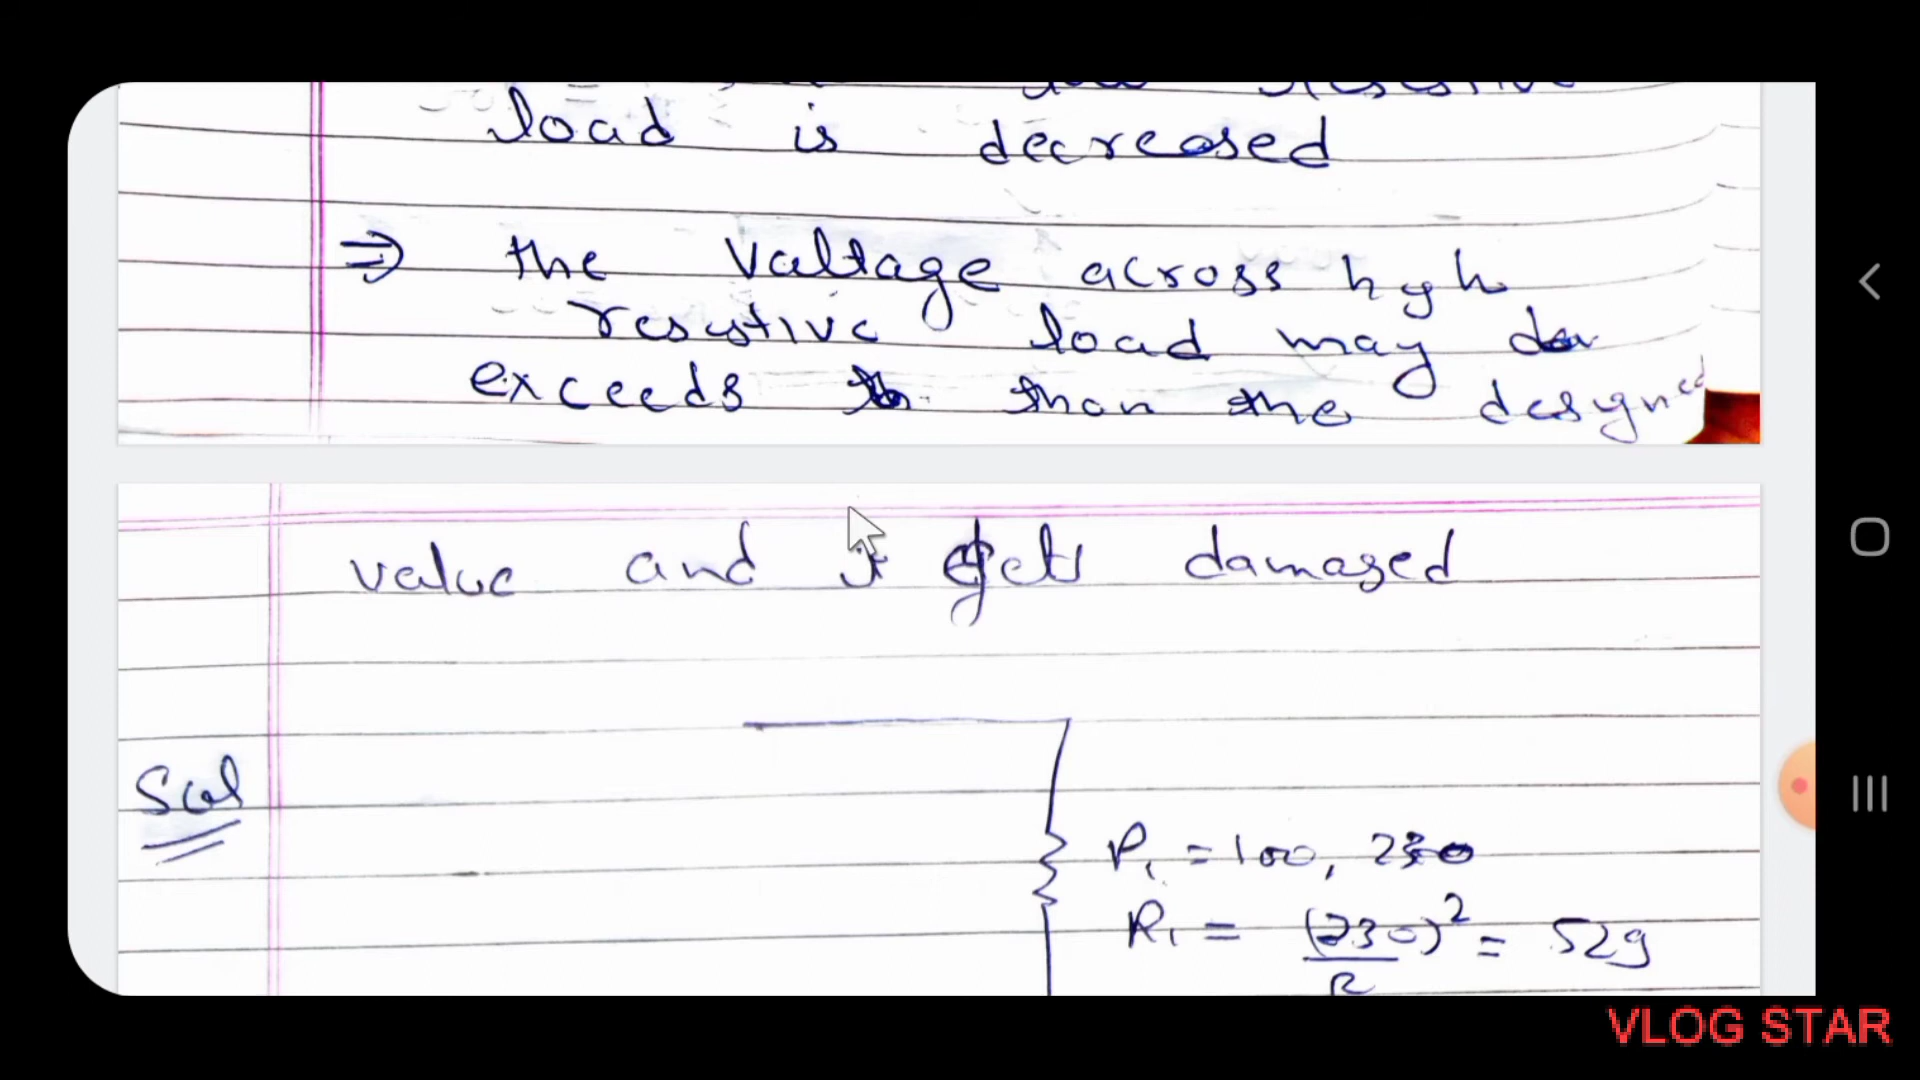 load is decreased
⇒ the Valtage across high
resistive load may
exceeds than the designed
value and it gets damaged
Sol
P₁ = 100, 230
R₁ = (230)² = 529
VLOG STAR